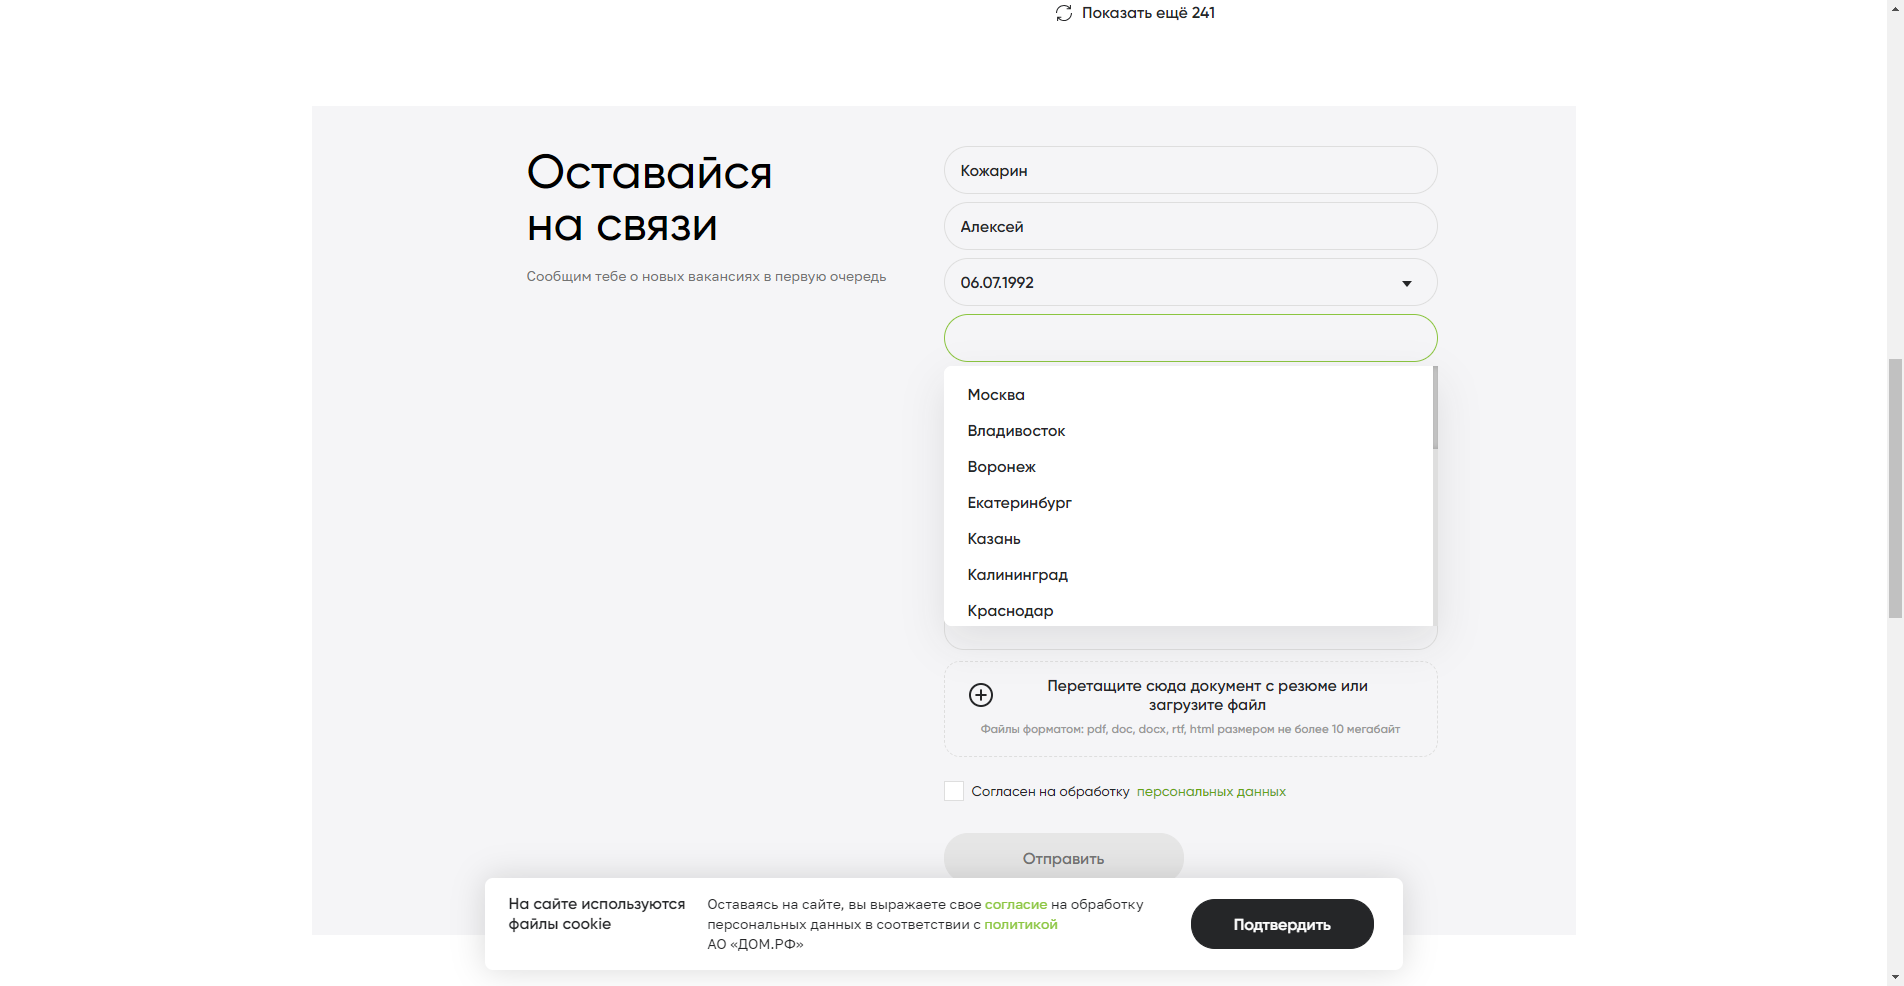 Показать ещё 241
Оставайся
на связи
Сообщим тебе о новых вакансиях в первую очередь
Кожарин
Алексей
06.07.1992
Москва
Владивосток
Воронеж
Екатеринбург
Казань
Калининград
Краснодар
Перетащите сюда документ с резюме или
загрузите файл
Файлы форматом: pdf, doc, docx, rtf, html размером не более 10 мегабайт
Согласен на обработку персональных данных
Отправить
На сайте используются
файлы cookie
Оставаясь на сайте, вы выражаете свое согласие на обработку
персональных данных в соответствии с политикой
АО «ДОМ.РФ»
Подтвердить